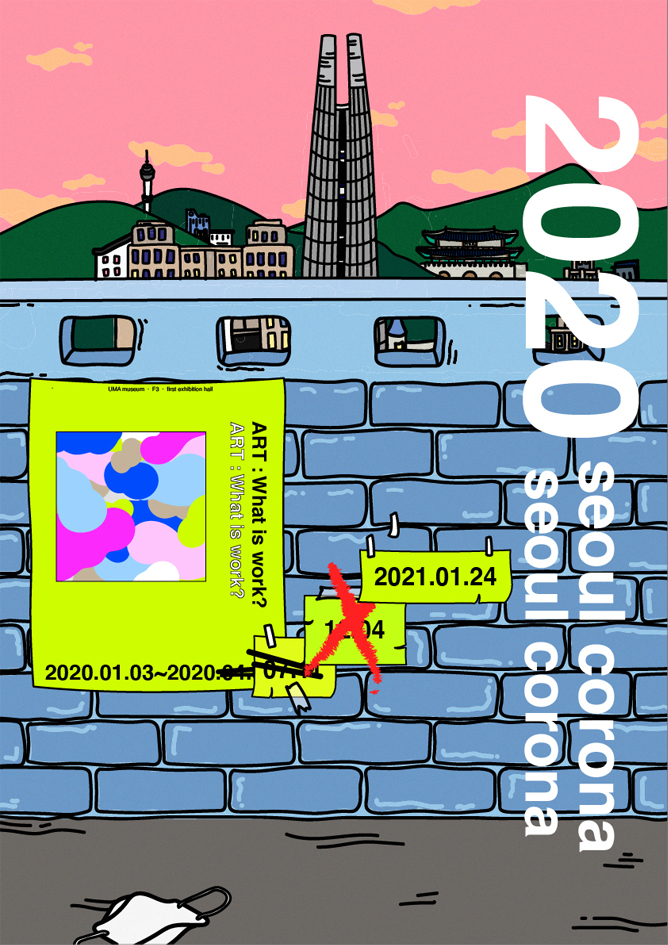 2020
seoul corona
seoul corona
UMA museum · F3 · first exhibition hall
ART : What is work?
ART : What is work?
2020.01.03~2020.
2021.01.24